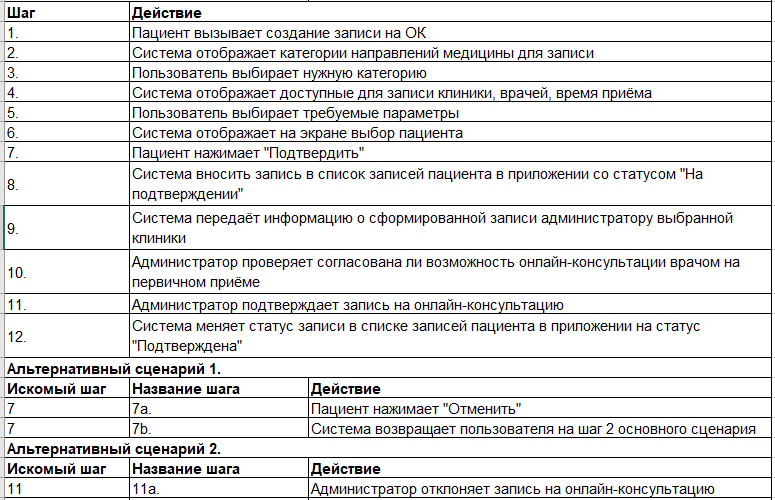 Шаг Действие
1. Пациент вызывает создание записи на ОК
2. Система отображает категории направлений медицины для записи
3. Пользователь выбирает нужную категорию
4. Система отображает доступные для записи клиники, врачей, время приёма
5. Пользователь выбирает требуемые параметры
6. Система отображает на экране выбор пациента
7. Пациент нажимает "Подтвердить"
8. Система вносить запись в список записей пациента в приложении со статусом "На
подтверждении"
9. Система передаёт информацию о сформированной записи администратору выбранной
клиники
10. Администратор проверяет согласована ли возможность онлайн-консультации врачом на
первичном приёме
11. Администратор подтверждает запись на онлайн-консультацию
12. Система меняет статус записи в списке записей пациента в приложении на статус
"Подтверждена"
Альтернативный сценарий 1.
Искомый шаг Название шага Действие
7 7a. Пациент нажимает "Отменить"
7 7b. Система возвращает пользователя на шаг 2 основного сценария
Альтернативный сценарий 2.
Искомый шаг Название шага Действие
11 11a. Администратор отклоняет запись на онлайн-консультацию